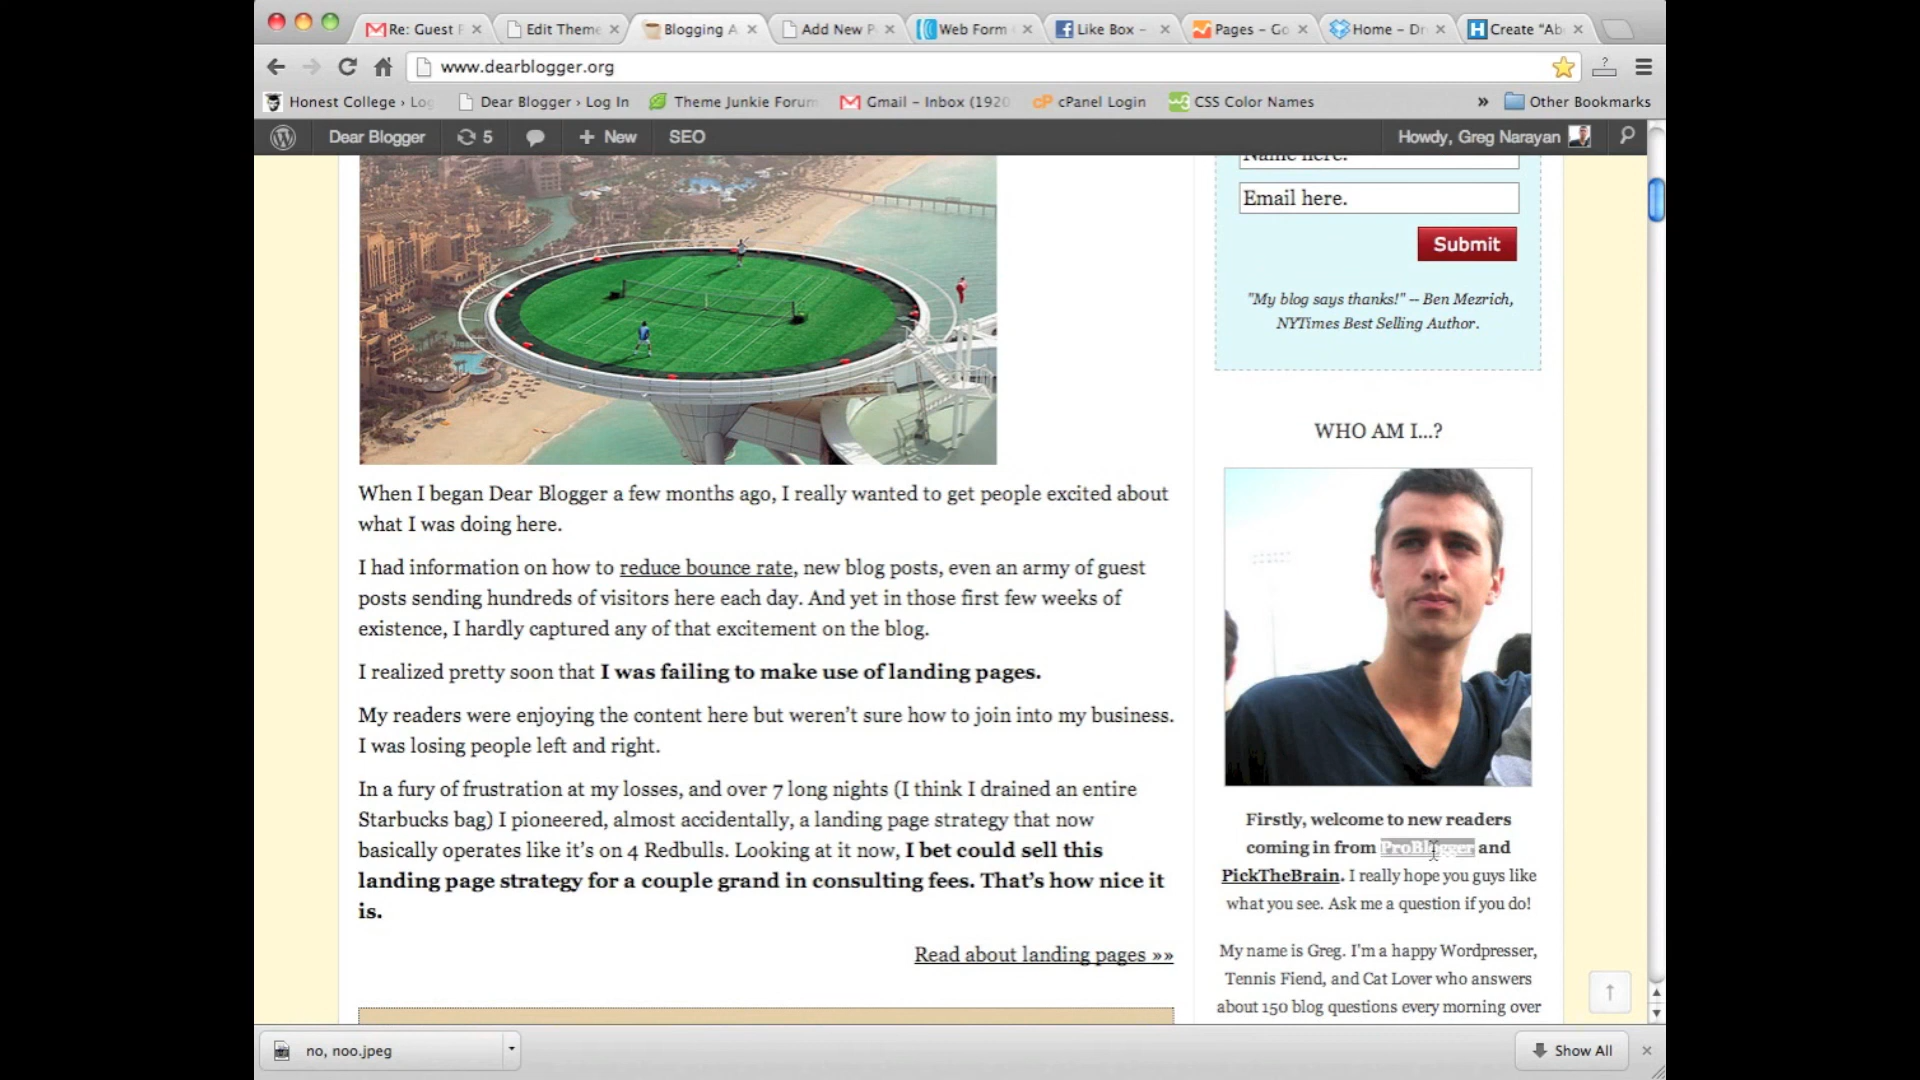 Re: Guest P
Edit Theme
Blogging A
Add New P
Web Form
Like Box -
Pages - Go
Home - Dr
Create "Ab
www.dearblogger.org
Honest College › Log
Dear Blogger › Log In
Theme Junkie Forum
Gmail - Inbox (1920
cPanel Login
CSS Color Names
»
Other Bookmarks
Dear Blogger
5
+ New
SEO
Howdy, Greg Narayan
Name here.
Email here.
Submit
"My blog says thanks!" -- Ben Mezrich,
NYTimes Best Selling Author.
When I began Dear Blogger a few months ago, I really wanted to get people excited about
what I was doing here.
I had information on how to reduce bounce rate, new blog posts, even an army of guest
posts sending hundreds of visitors here each day. And yet in those first few weeks of
existence, I hardly captured any of that excitement on the blog.
I realized pretty soon that I was failing to make use of landing pages.
My readers were enjoying the content here but weren't sure how to join into my business.
I was losing people left and right.
In a fury of frustration at my losses, and over 7 long nights (I think I drained an entire
Starbucks bag) I pioneered, almost accidentally, a landing page strategy that now
basically operates like it's on 4 Redbulls. Looking at it now, I bet could sell this
landing page strategy for a couple grand in consulting fees. That's how nice it
is.
Read about landing pages »»
WHO AM I...?
Firstly, welcome to new readers
coming in from ProBlogger and
PickTheBrain. I really hope you guys like
what you see. Ask me a question if you do!
My name is Greg. I'm a happy Wordpresser,
Tennis Fiend, and Cat Lover who answers
about 150 blog questions every morning over
no, noo.jpeg
Show All